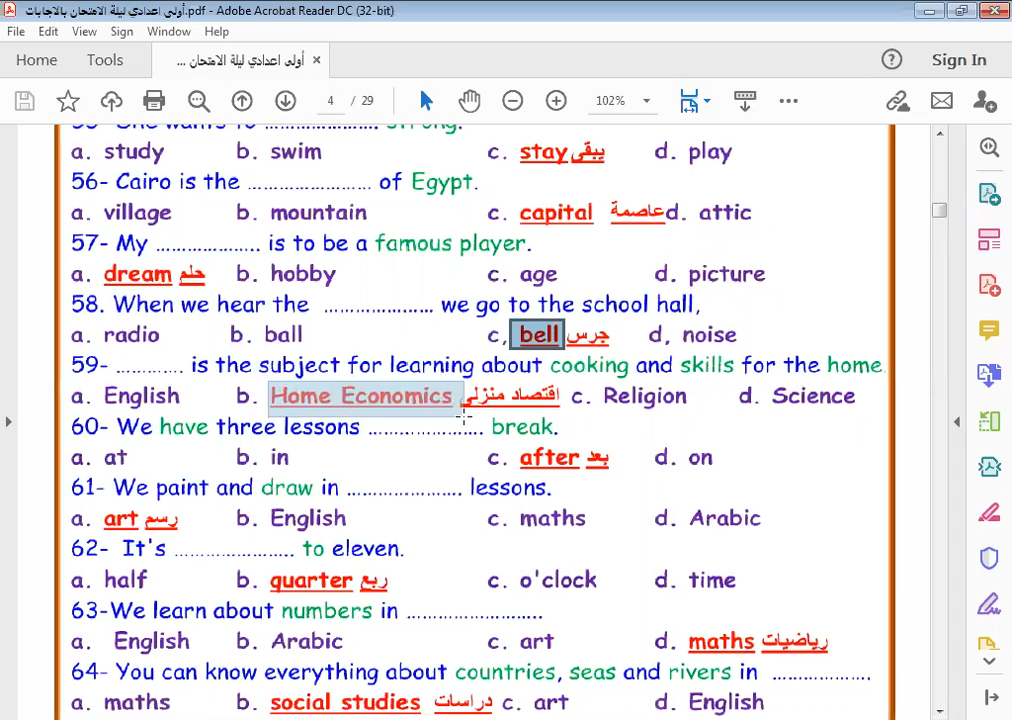 أولى اعدادي ليلة الامتحان بالاجابات.pdf - Adobe Acrobat Reader DC (32-bit)
File Edit View Sign Window Help
Home Tools أولى اعدادي ليلة الامتحان ... × Sign In
4 / 29 102%
55- She wants to ...................... strong.
a. study b. swim c. stay يبقى d. play
56- Cairo is the ........................ of Egypt.
a. village b. mountain c. capital عاصمة d. attic
57- My .................... is to be a famous player.
a. dream حلم b. hobby c. age d. picture
58. When we hear the ..................... we go to the school hall,
a. radio b. ball c, bell جرس d, noise
59- ............. is the subject for learning about cooking and skills for the home.
a. English b. Home Economics اقتصاد منزلى c. Religion d. Science
60- We have three lessons ...................... break.
a. at b. in c. after بعد d. on
61- We paint and draw in ...................... lessons.
a. art رسم b. English c. maths d. Arabic
62- It's ....................... to eleven.
a. half b. quarter ربع c. o'clock d. time
63-We learn about numbers in ..........................
a. English b. Arabic c. art d. maths رياضيات
64- You can know everything about countries, seas and rivers in ...................
a. maths b. social studies دراسات c. art d. English